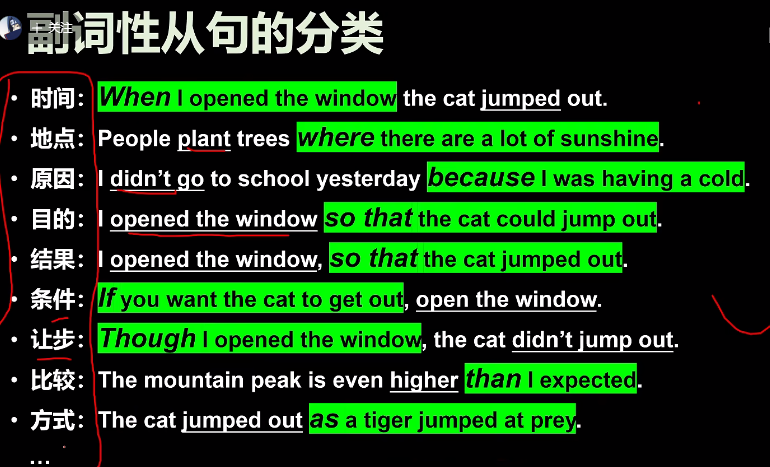 + 关注
副词性从句的分类
• 时间：When I opened the window the cat jumped out.
• 地点：People plant trees where there are a lot of sunshine.
• 原因：I didn’t go to school yesterday because I was having a cold.
• 目的：I opened the window so that the cat could jump out.
• 结果：I opened the window, so that the cat jumped out.
• 条件：If you want the cat to get out, open the window.
• 让步：Though I opened the window, the cat didn’t jump out.
• 比较：The mountain peak is even higher than I expected.
• 方式：The cat jumped out as a tiger jumped at prey.
…